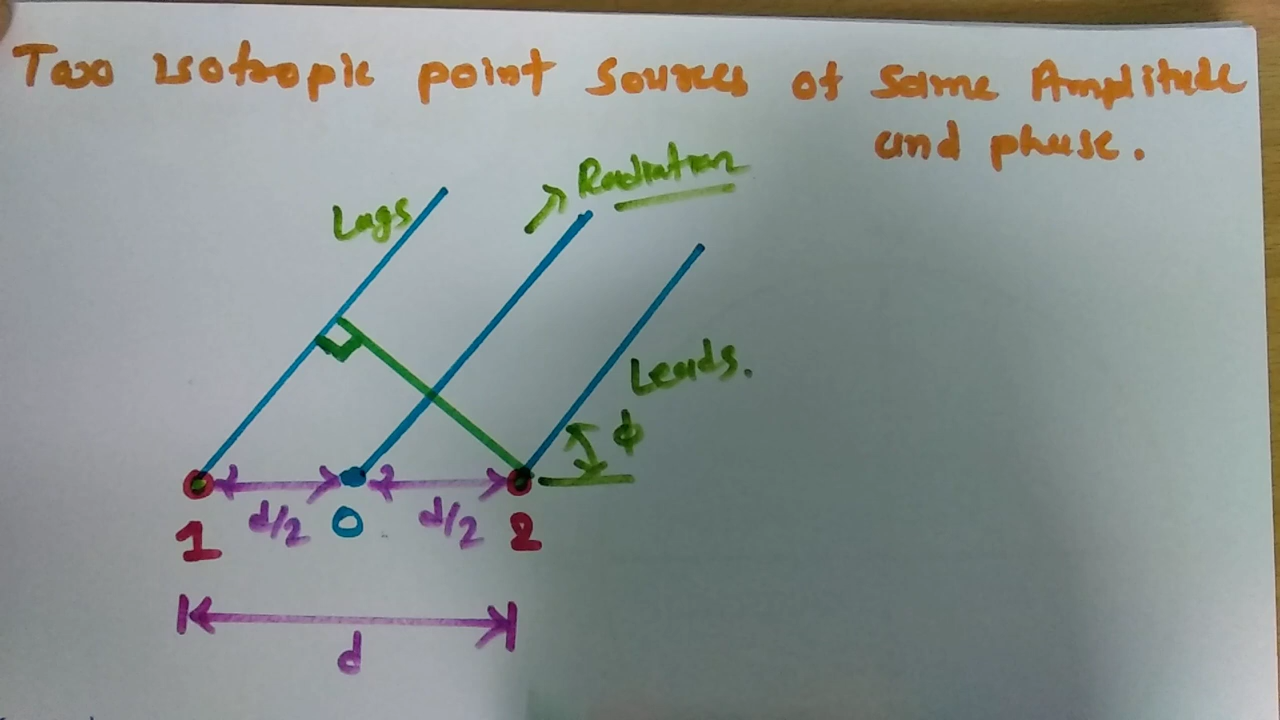 Two isotropic point sources of same Amplitude
and phase.
Radiation
Lags
Leads.
φ
d/2 0 d/2
1 2
d